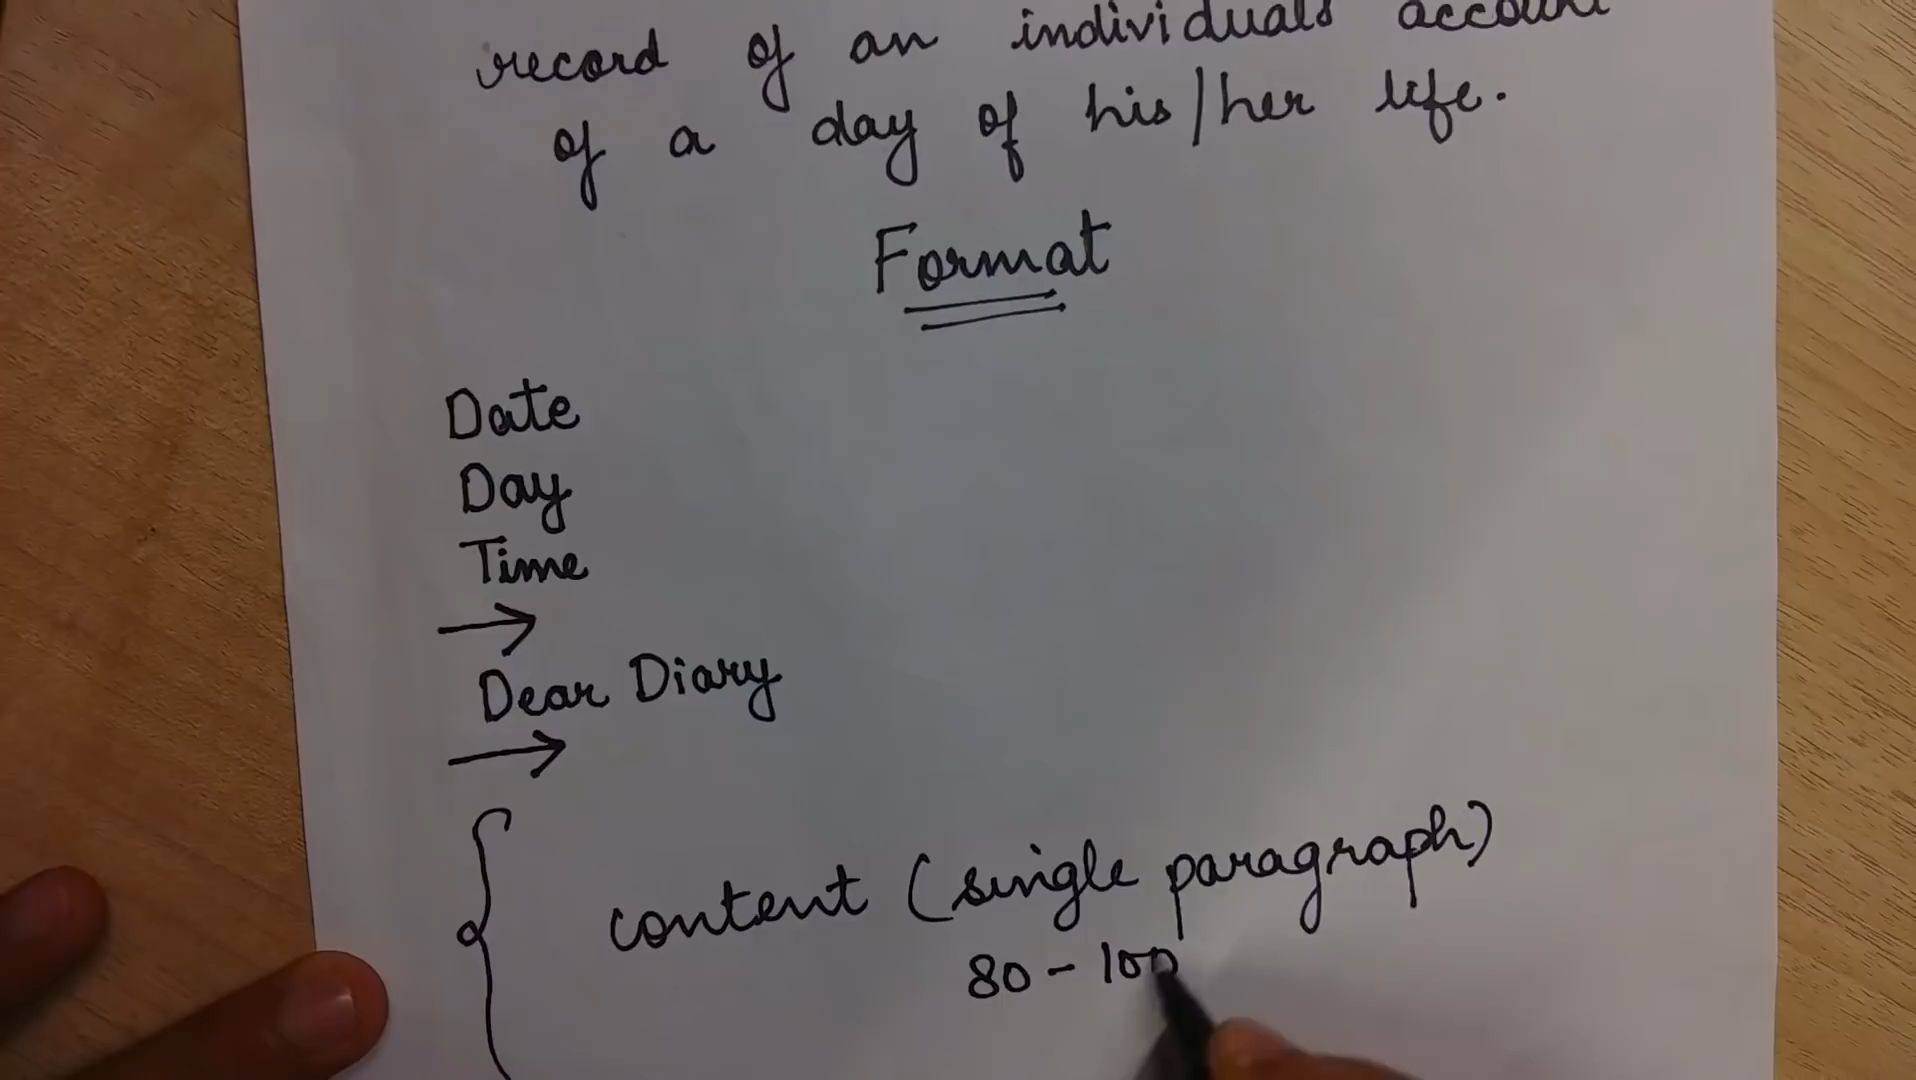 record of an individuals account
of a day of his/her life.
Format
Date
Day
Time
Dear Diary
content (single paragraph)
80-100